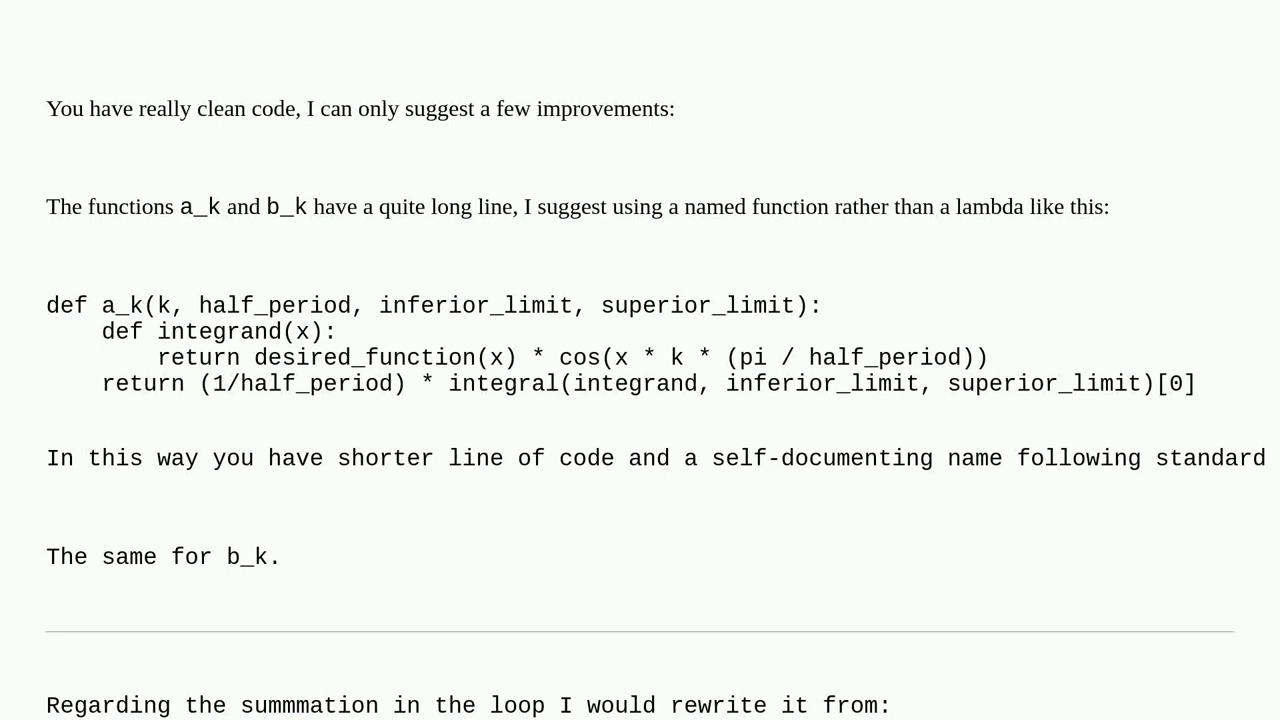 You have really clean code, I can only suggest a few improvements:
The functions a_k and b_k have a quite long line, I suggest using a named function rather than a lambda like this:
def a_k(k, half_period, inferior_limit, superior_limit):
    def integrand(x):
        return desired_function(x) * cos(x * k * (pi / half_period))
    return (1/half_period) * integral(integrand, inferior_limit, superior_limit)[0]
In this way you have shorter line of code and a self-documenting name following standard
The same for b_k.
Regarding the summmation in the loop I would rewrite it from: